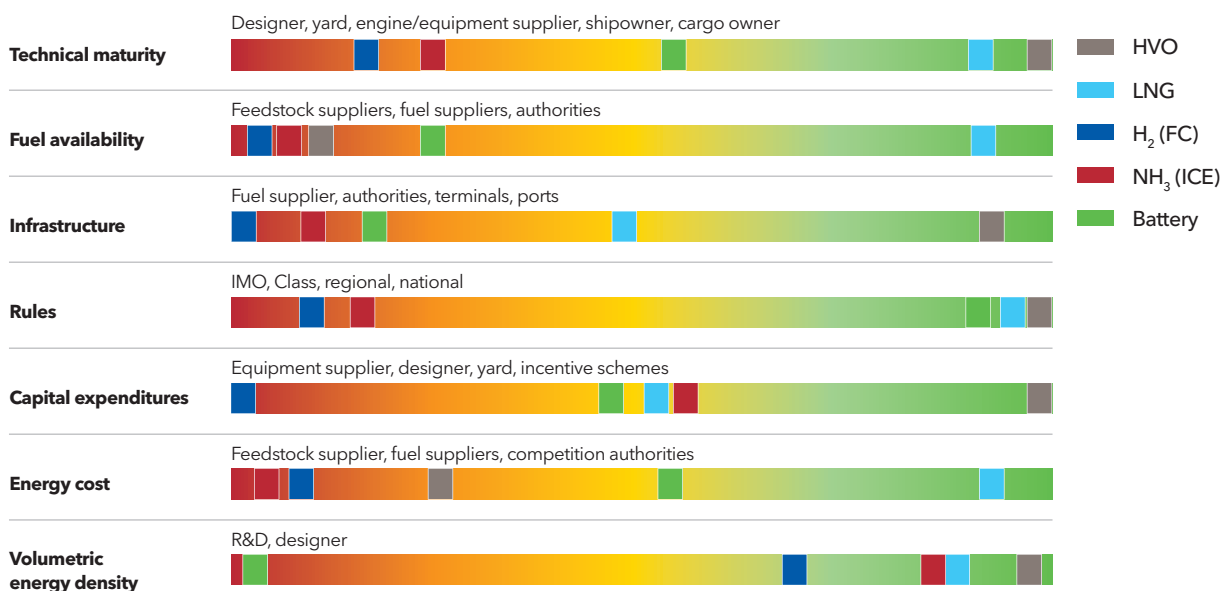 Designer, yard, engine/equipment supplier, shipowner, cargo owner
Technical maturity
Feedstock suppliers, fuel suppliers, authorities
Fuel availability
Fuel supplier, authorities, terminals, ports
Infrastructure
IMO, Class, regional, national
Rules
Equipment supplier, designer, yard, incentive schemes
Capital expenditures
Feedstock supplier, fuel suppliers, competition authorities
Energy cost
R&D, designer
Volumetric
energy density
HVO
LNG
H₂ (FC)
NH₃ (ICE)
Battery